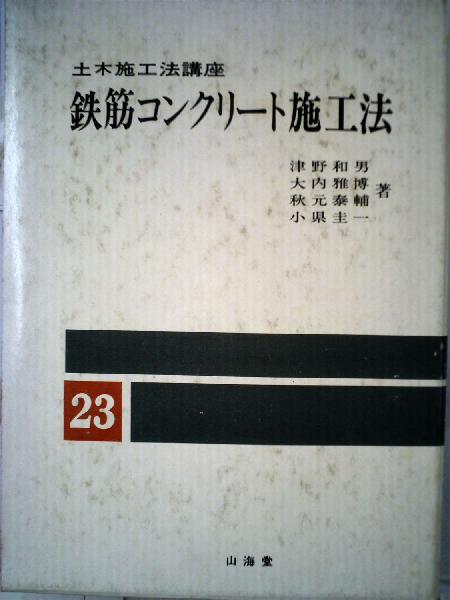 土木施工法講座
鉄筋コンクリート施工法
津野和男
大内雅博
秋元泰輔
小県圭一
著
23
山海堂